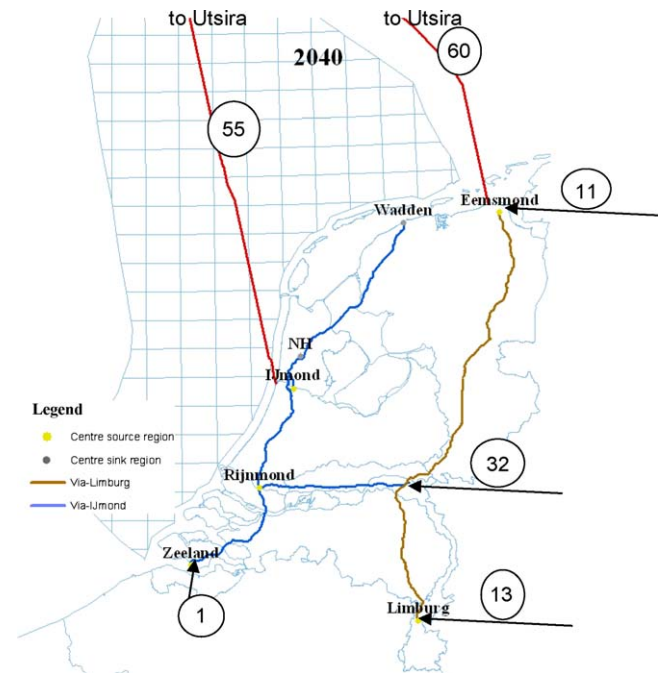 to Utsira
to Utsira
2040
60
55
11
Eemsmond
Wadden
NH
IJmond
Legend
Centre source region
Centre sink region
Via-Limburg
Via-IJmond
Rijnmond
32
Zeeland
1
13
Limburg